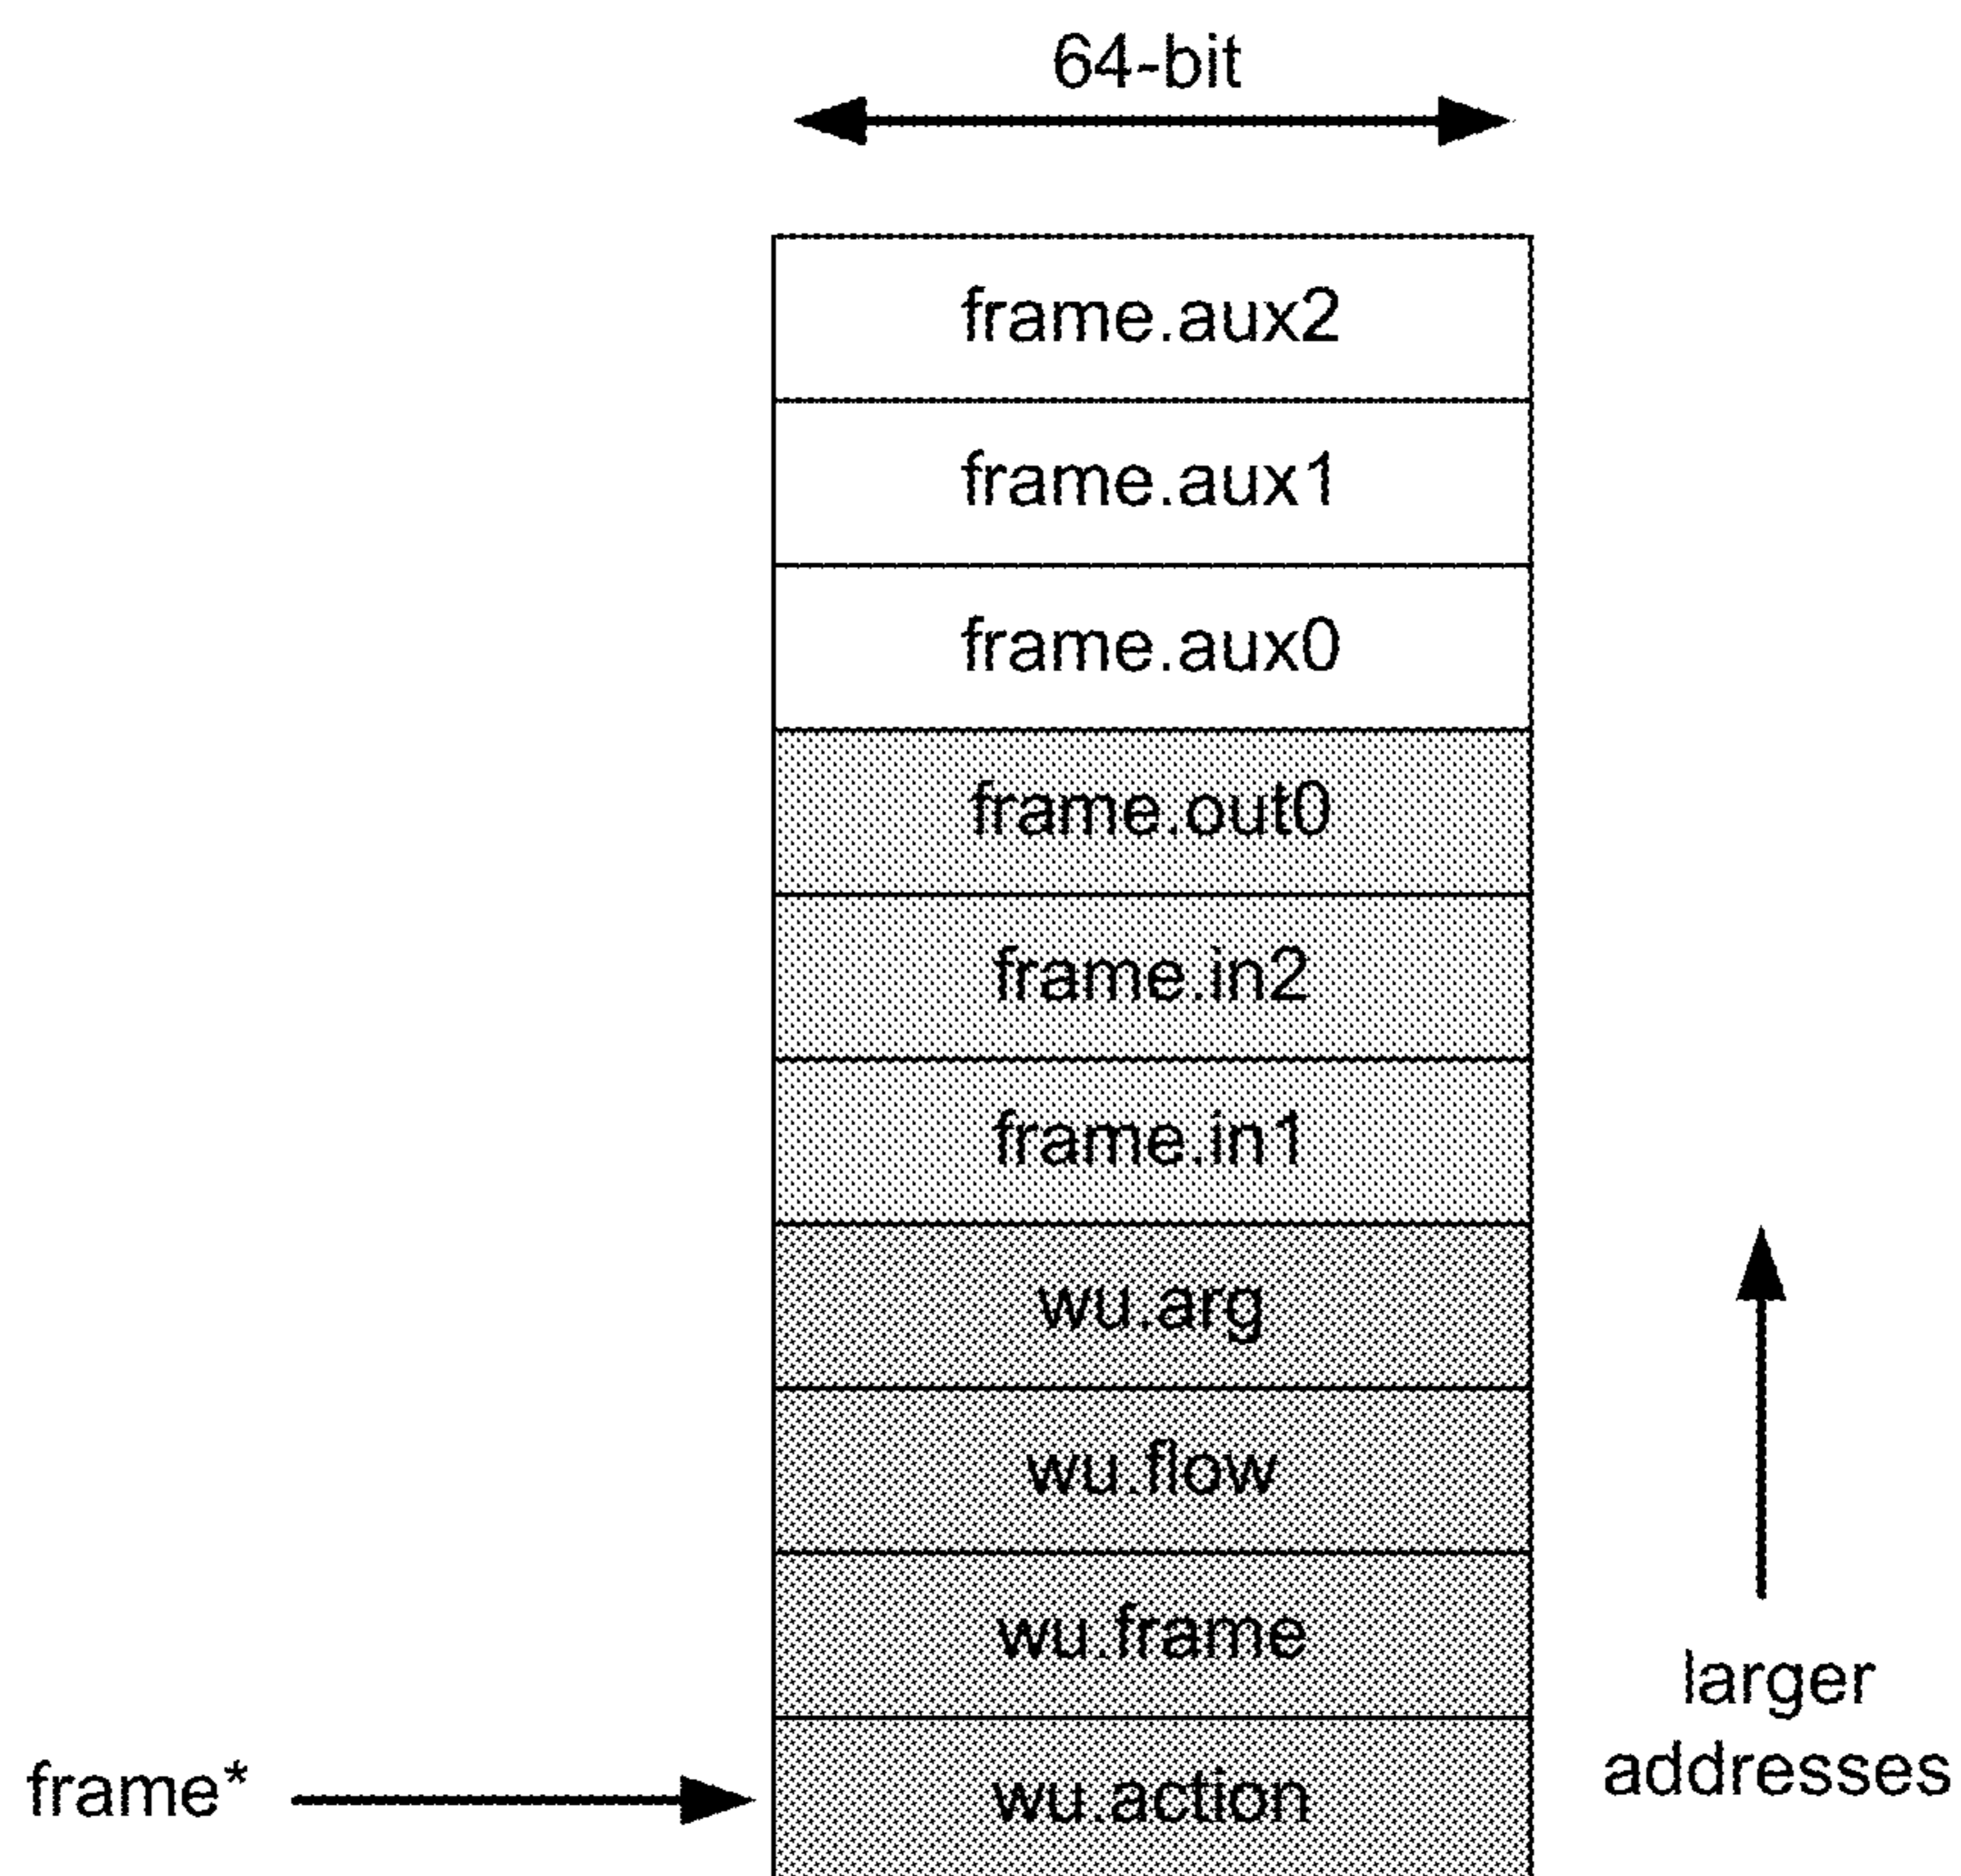 64-bit
frame.aux2
frame.aux1
frame.aux0
frame.out0
frame.in2
frame.in1
wu.arg
wu.flow
wu.frame
larger
addresses
frame*
wu.action